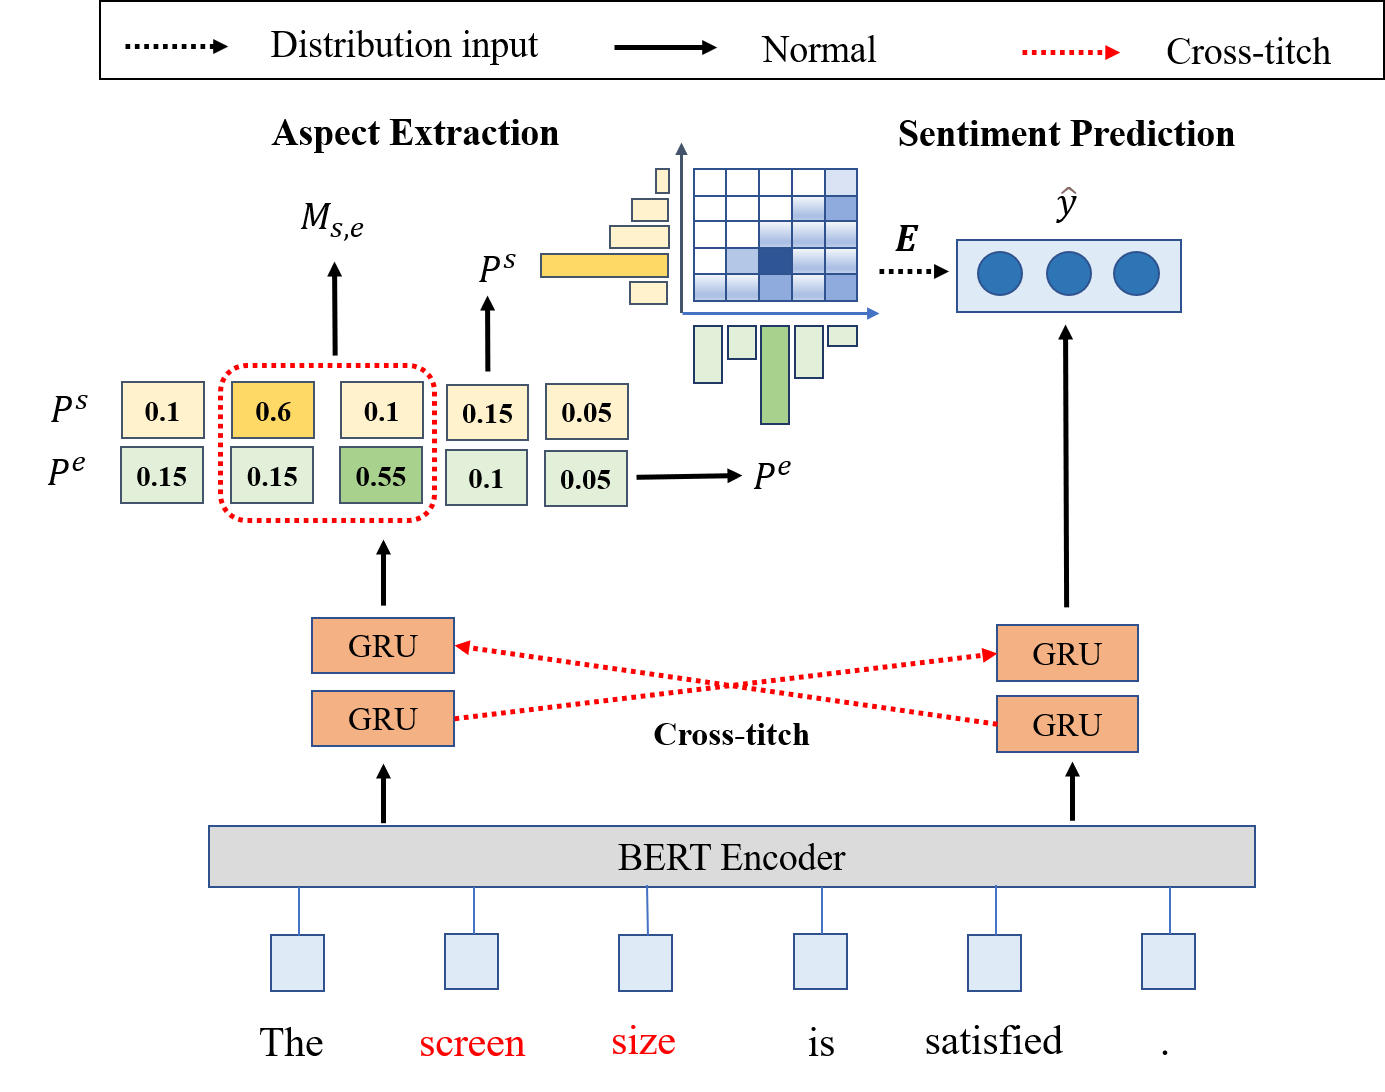 Distribution input Normal Cross-titch
Aspect Extraction Sentiment Prediction
M_{s,e} ŷ
P^s E
P^s 0.1 0.6 0.1 0.15 0.05
P^e 0.15 0.15 0.55 0.1 0.05 P^e
GRU GRU
GRU GRU
Cross-titch
BERT Encoder
The screen size is satisfied .